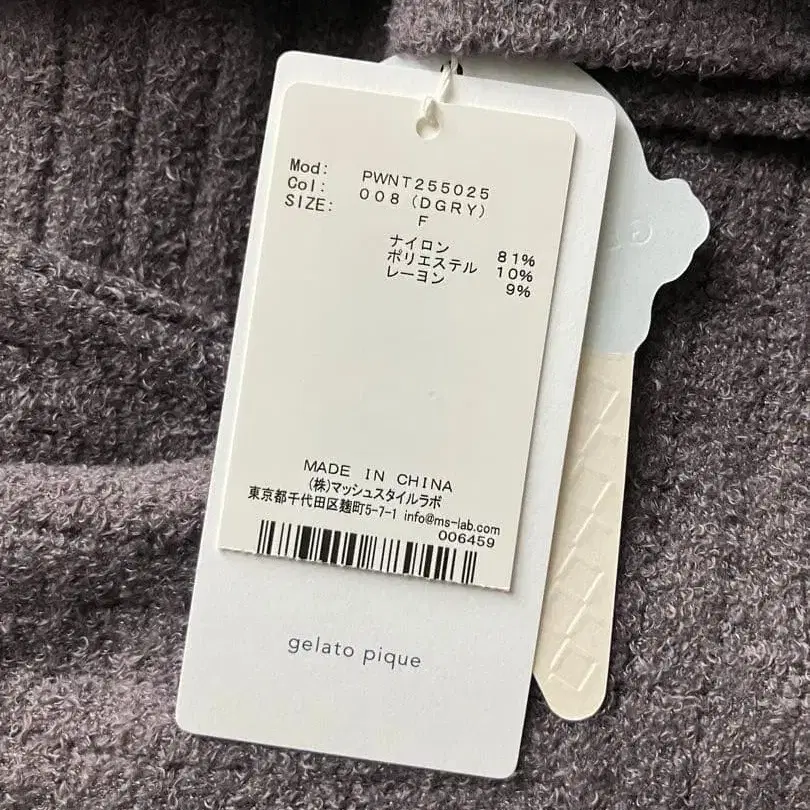 Mod: PWNT255025
Col: 008 (DGRY)
SIZE: F
ナイロン 81%
ポリエステル 10%
レーヨン 9%
MADE IN CHINA
(株)マッシュスタイルラボ
東京都千代田区麹町5-7-1 info@ms-lab.com
006459
gelato pique